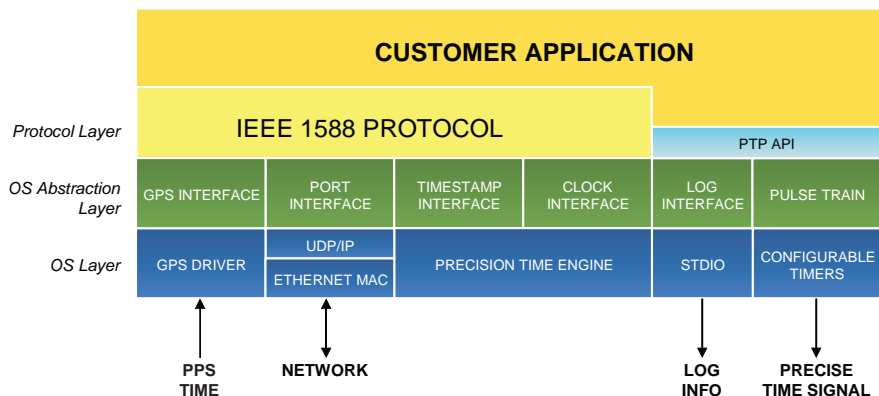 CUSTOMER APPLICATION
Protocol Layer
IEEE 1588 PROTOCOL
PTP API
OS Abstraction
Layer
GPS INTERFACE
PORT
INTERFACE
TIMESTAMP
INTERFACE
CLOCK
INTERFACE
LOG
INTERFACE
PULSE TRAIN
OS Layer
GPS DRIVER
UDP/IP
ETHERNET MAC
PRECISION TIME ENGINE
STDIO
CONFIGURABLE
TIMERS
PPS
TIME
NETWORK
LOG
INFO
PRECISE
TIME SIGNAL